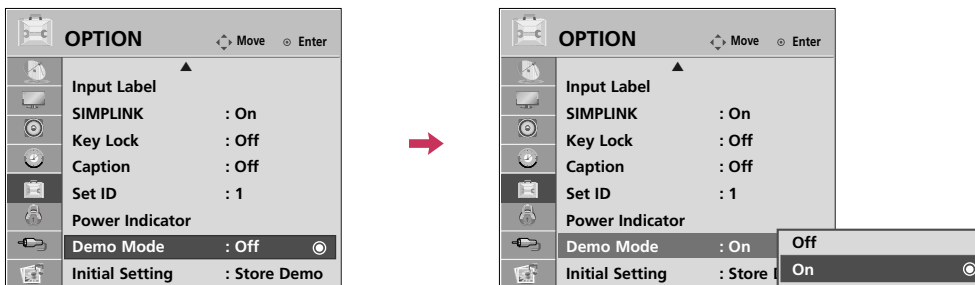 OPTION Move Enter
Input Label
SIMPLINK : On
Key Lock : Off
Caption : Off
Set ID : 1
Power Indicator
Demo Mode : Off
Initial Setting : Store Demo
OPTION Move Enter
Input Label
SIMPLINK : On
Key Lock : Off
Caption : Off
Set ID : 1
Power Indicator
Demo Mode : On
Initial Setting : Store
Off
On